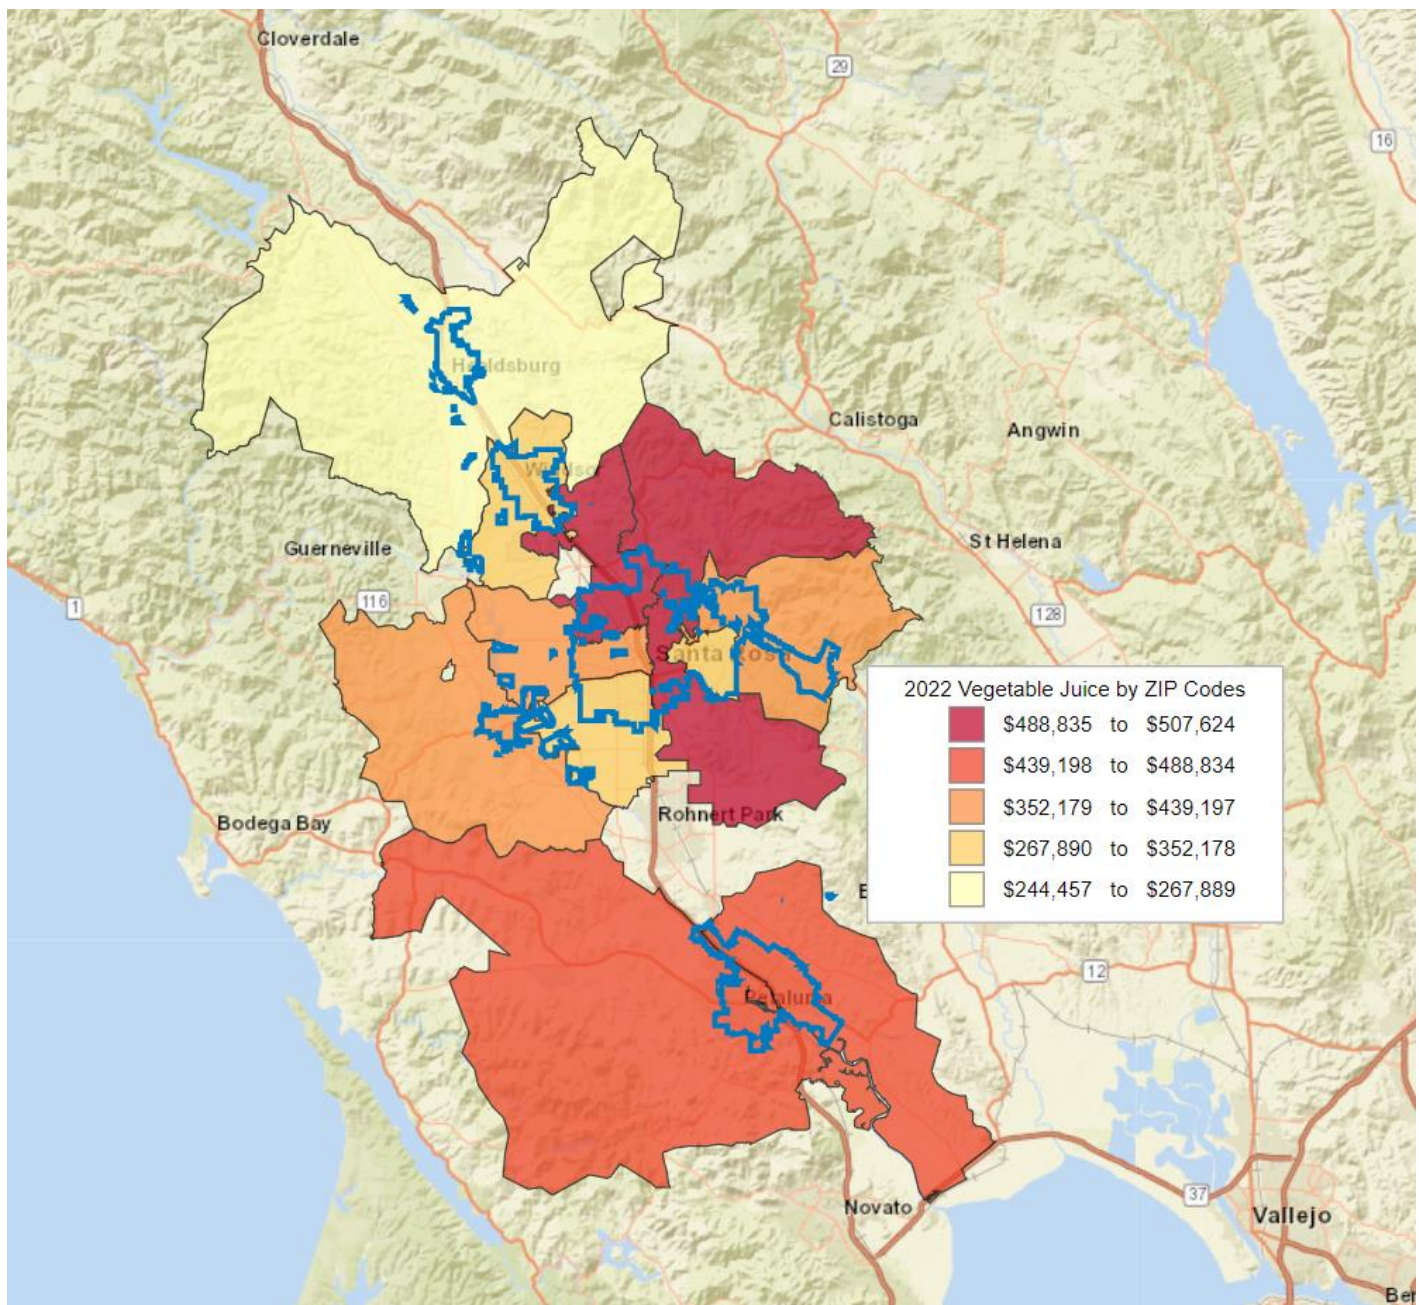 Cloverdale
29
16
Healdsburg
Calistoga
Angwin
Windsor
Guerneville
St Helena
1
116
128
Santa Rosa
2022 Vegetable Juice by ZIP Codes
$488,835 to $507,624
$439,198 to $488,834
$352,179 to $439,197
$267,890 to $352,178
$244,457 to $267,889
Rohnert Park
Bodega Bay
12
Petaluma
37
Novato
Vallejo